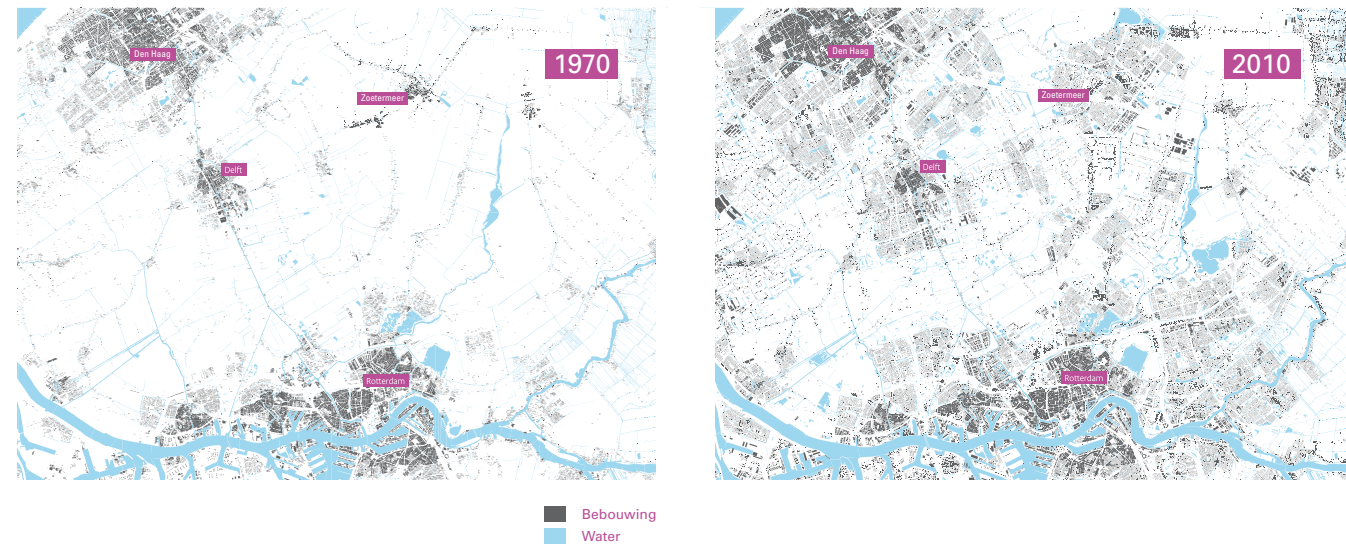 Den Haag
1970
Zoetermeer
Delft
Rotterdam
Den Haag
2010
Zoetermeer
Delft
Rotterdam
Bebouwing
Water